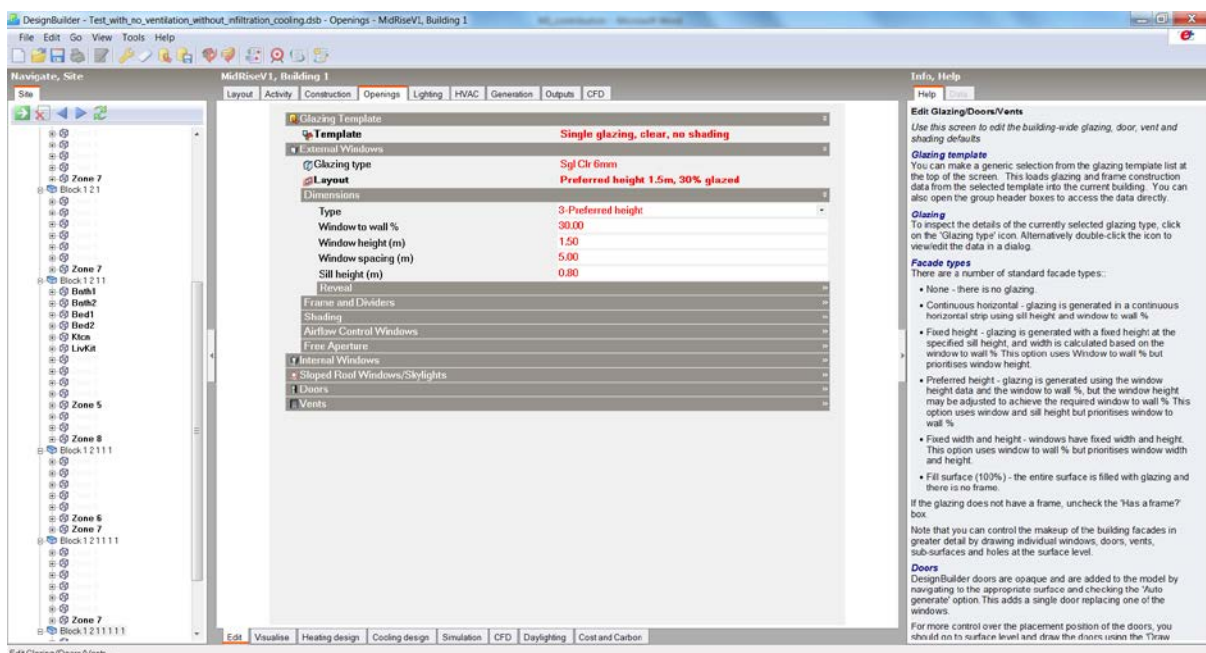 DesignBuilder - Test_with_no_ventilation_without_infiltration_cooling.dsb - Openings - MidRiseV1, Building 1
File Edit Go View Tools Help
Navigate, Site
Site
Zone 7
Block 1 2 1
Zone 7
Block 1 2 1 1
Bath1
Bath2
Bed1
Bed2
Ktcn
LivKit
Zone 5
Zone 8
Block 1 2 1 1 1
Zone 6
Zone 7
Block 1 2 1 1 1 1
Zone 7
Block 1 2 1 1 1 1 1
MidRiseV1, Building 1
Layout Activity Construction Openings Lighting HVAC Generation Outputs CFD
Glazing Template
Template Single glazing, clear, no shading
External Windows
Glazing type Sgl Clr 6mm
Layout Preferred height 1.5m, 30% glazed
Dimensions
Type 3-Preferred height
Window to wall % 30.00
Window height (m) 1.50
Window spacing (m) 5.00
Sill height (m) 0.80
Reveal
Frame and Dividers
Shading
Airflow Control Windows
Free Aperture
Internal Windows
Sloped Roof Windows/Skylights
Doors
Vents
Edit Visualise Heating design Cooling design Simulation CFD Daylighting Cost and Carbon
Info, Help
Help Data
Edit Glazing/Doors/Vents
Use this screen to edit the building-wide glazing, door, vent and
shading defaults
Glazing template
You can make a generic selection from the glazing template list at
the top of the screen. This loads glazing and frame construction
data from the selected template into the current building. You can
also open the group header boxes to access the data directly.
Glazing
To inspect the details of the currently selected glazing type, click
on the 'Glazing type' icon. Alternatively double-click the icon to
view/edit the data in a dialog.
Facade types
There are a number of standard facade types::
• None - there is no glazing.
• Continuous horizontal - glazing is generated in a continuous
horizontal strip using sill height and window to wall %
• Fixed height - glazing is generated with a fixed height at the
specified sill height, and width is calculated based on the
window to wall % This option uses Window to wall % but
prioritises window height.
• Preferred height - glazing is generated using the window
height data and the window to wall %, but the window height
may be adjusted to achieve the required window to wall % This
option uses window and sill height but prioritises window to
wall %
• Fixed width and height - windows have fixed width and height.
This option uses window to wall % but prioritises window width
and height.
• Fill surface (100%) - the entire surface is filled with glazing and
there is no frame.
If the glazing does not have a frame, uncheck the 'Has a frame?'
box
Note that you can control the makeup of the building facades in
greater detail by drawing individual windows, doors, vents,
sub-surfaces and holes at the surface level.
Doors
DesignBuilder doors are opaque and are added to the model by
navigating to the appropriate surface and checking the 'Auto
generate' option. This adds a single door replacing one of the
windows.
For more control over the placement position of the doors, you
should go to surface level and draw the doors using the 'Draw
Edit Glazing/Doors/Vents